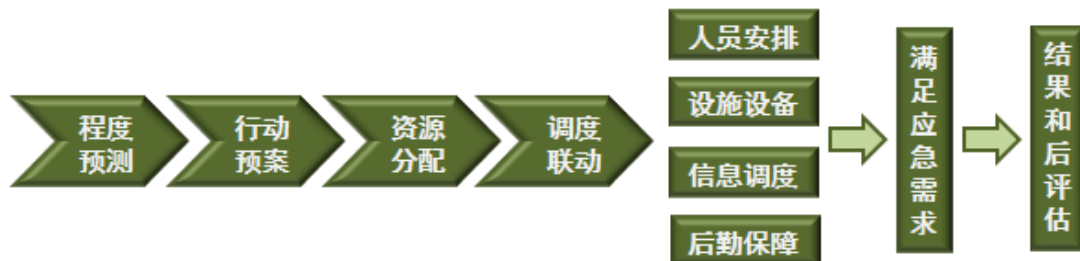 程度
预测
行动
预案
资源
分配
调度
联动
人员安排
设施设备
信息调度
后勤保障
满足应急需求
结果和后评估